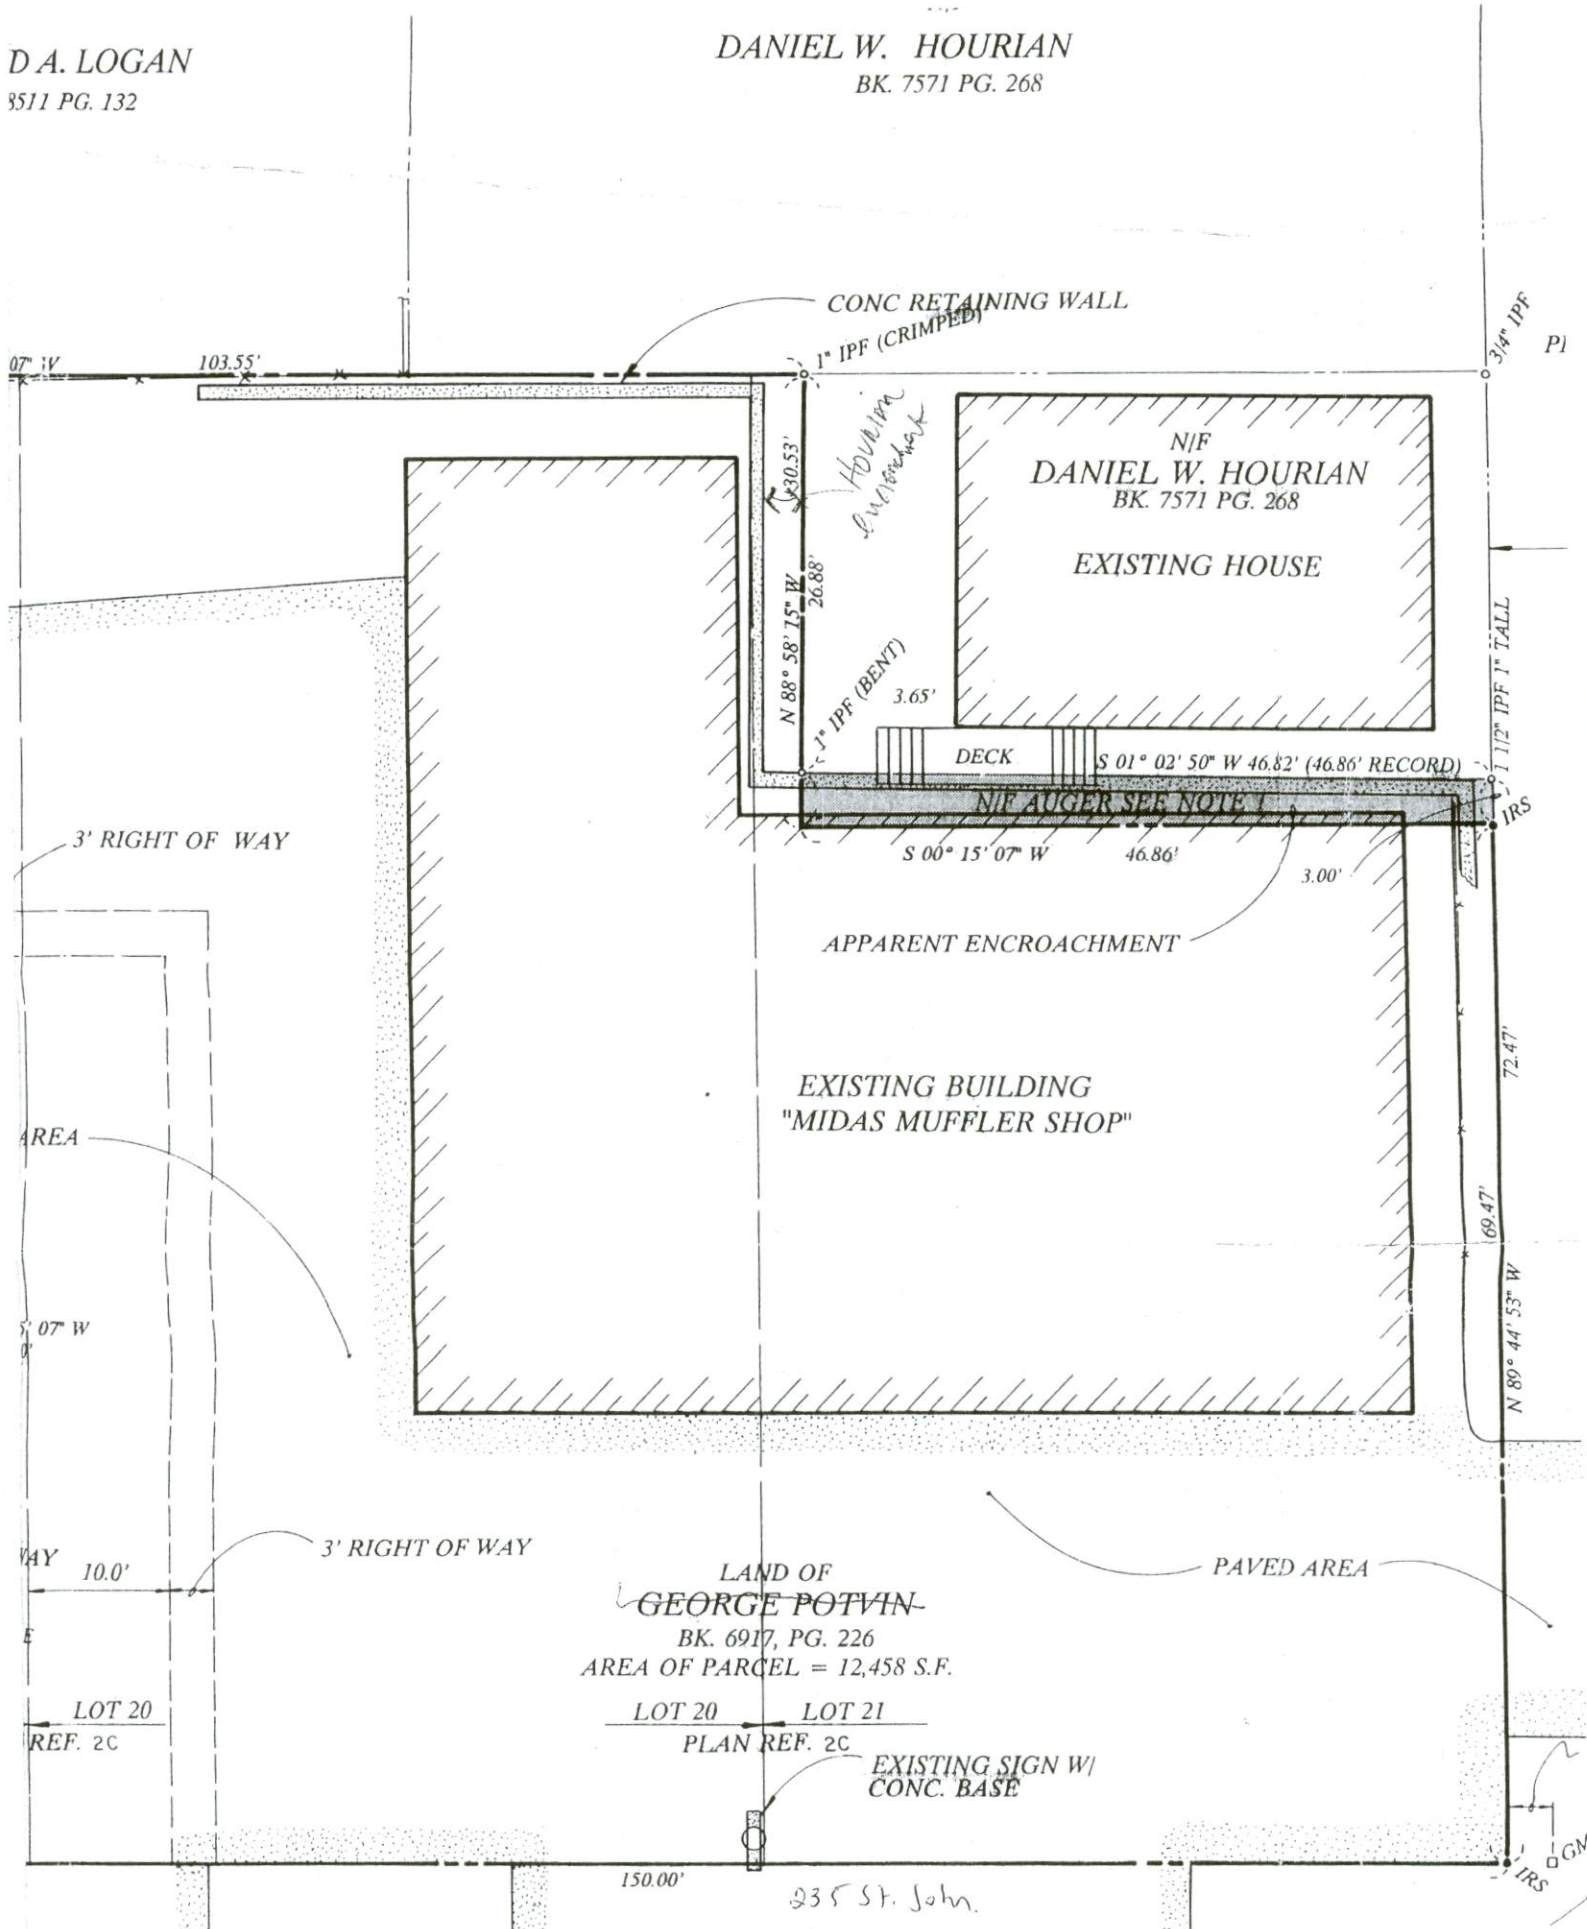 DANIEL W. HOURIAN
BK. 7571 PG. 268
D A. LOGAN
8511 PG. 132
CONC RETAINING WALL
1" IPF (CRIMPED)
3/4" IPF
07" W
103.55'
30.53'
Hourian
encroachment
N/F
DANIEL W. HOURIAN
BK. 7571 PG. 268
EXISTING HOUSE
N 88° 58' 15" W
26.88'
1" IPF (BENT)
3.65'
DECK
S 01° 02' 50" W 46.82' (46.86' RECORD)
1 1/2" IPF 1" TALL
N/F AUGER SEE NOTE 1
IRS
S 00° 15' 07" W 46.86'
3.00'
3' RIGHT OF WAY
APPARENT ENCROACHMENT
72.47'
EXISTING BUILDING
"MIDAS MUFFLER SHOP"
AREA
69.47'
N 89° 44' 53" W
07" W
3' RIGHT OF WAY
10.0'
PAVED AREA
LAND OF
GEORGE POTVIN
BK. 6917, PG. 226
AREA OF PARCEL = 12,458 S.F.
LOT 20
REF. 2C
LOT 20 LOT 21
PLAN REF. 2C
EXISTING SIGN W/
CONC. BASE
150.00'
235 St. John.
IRS
GM